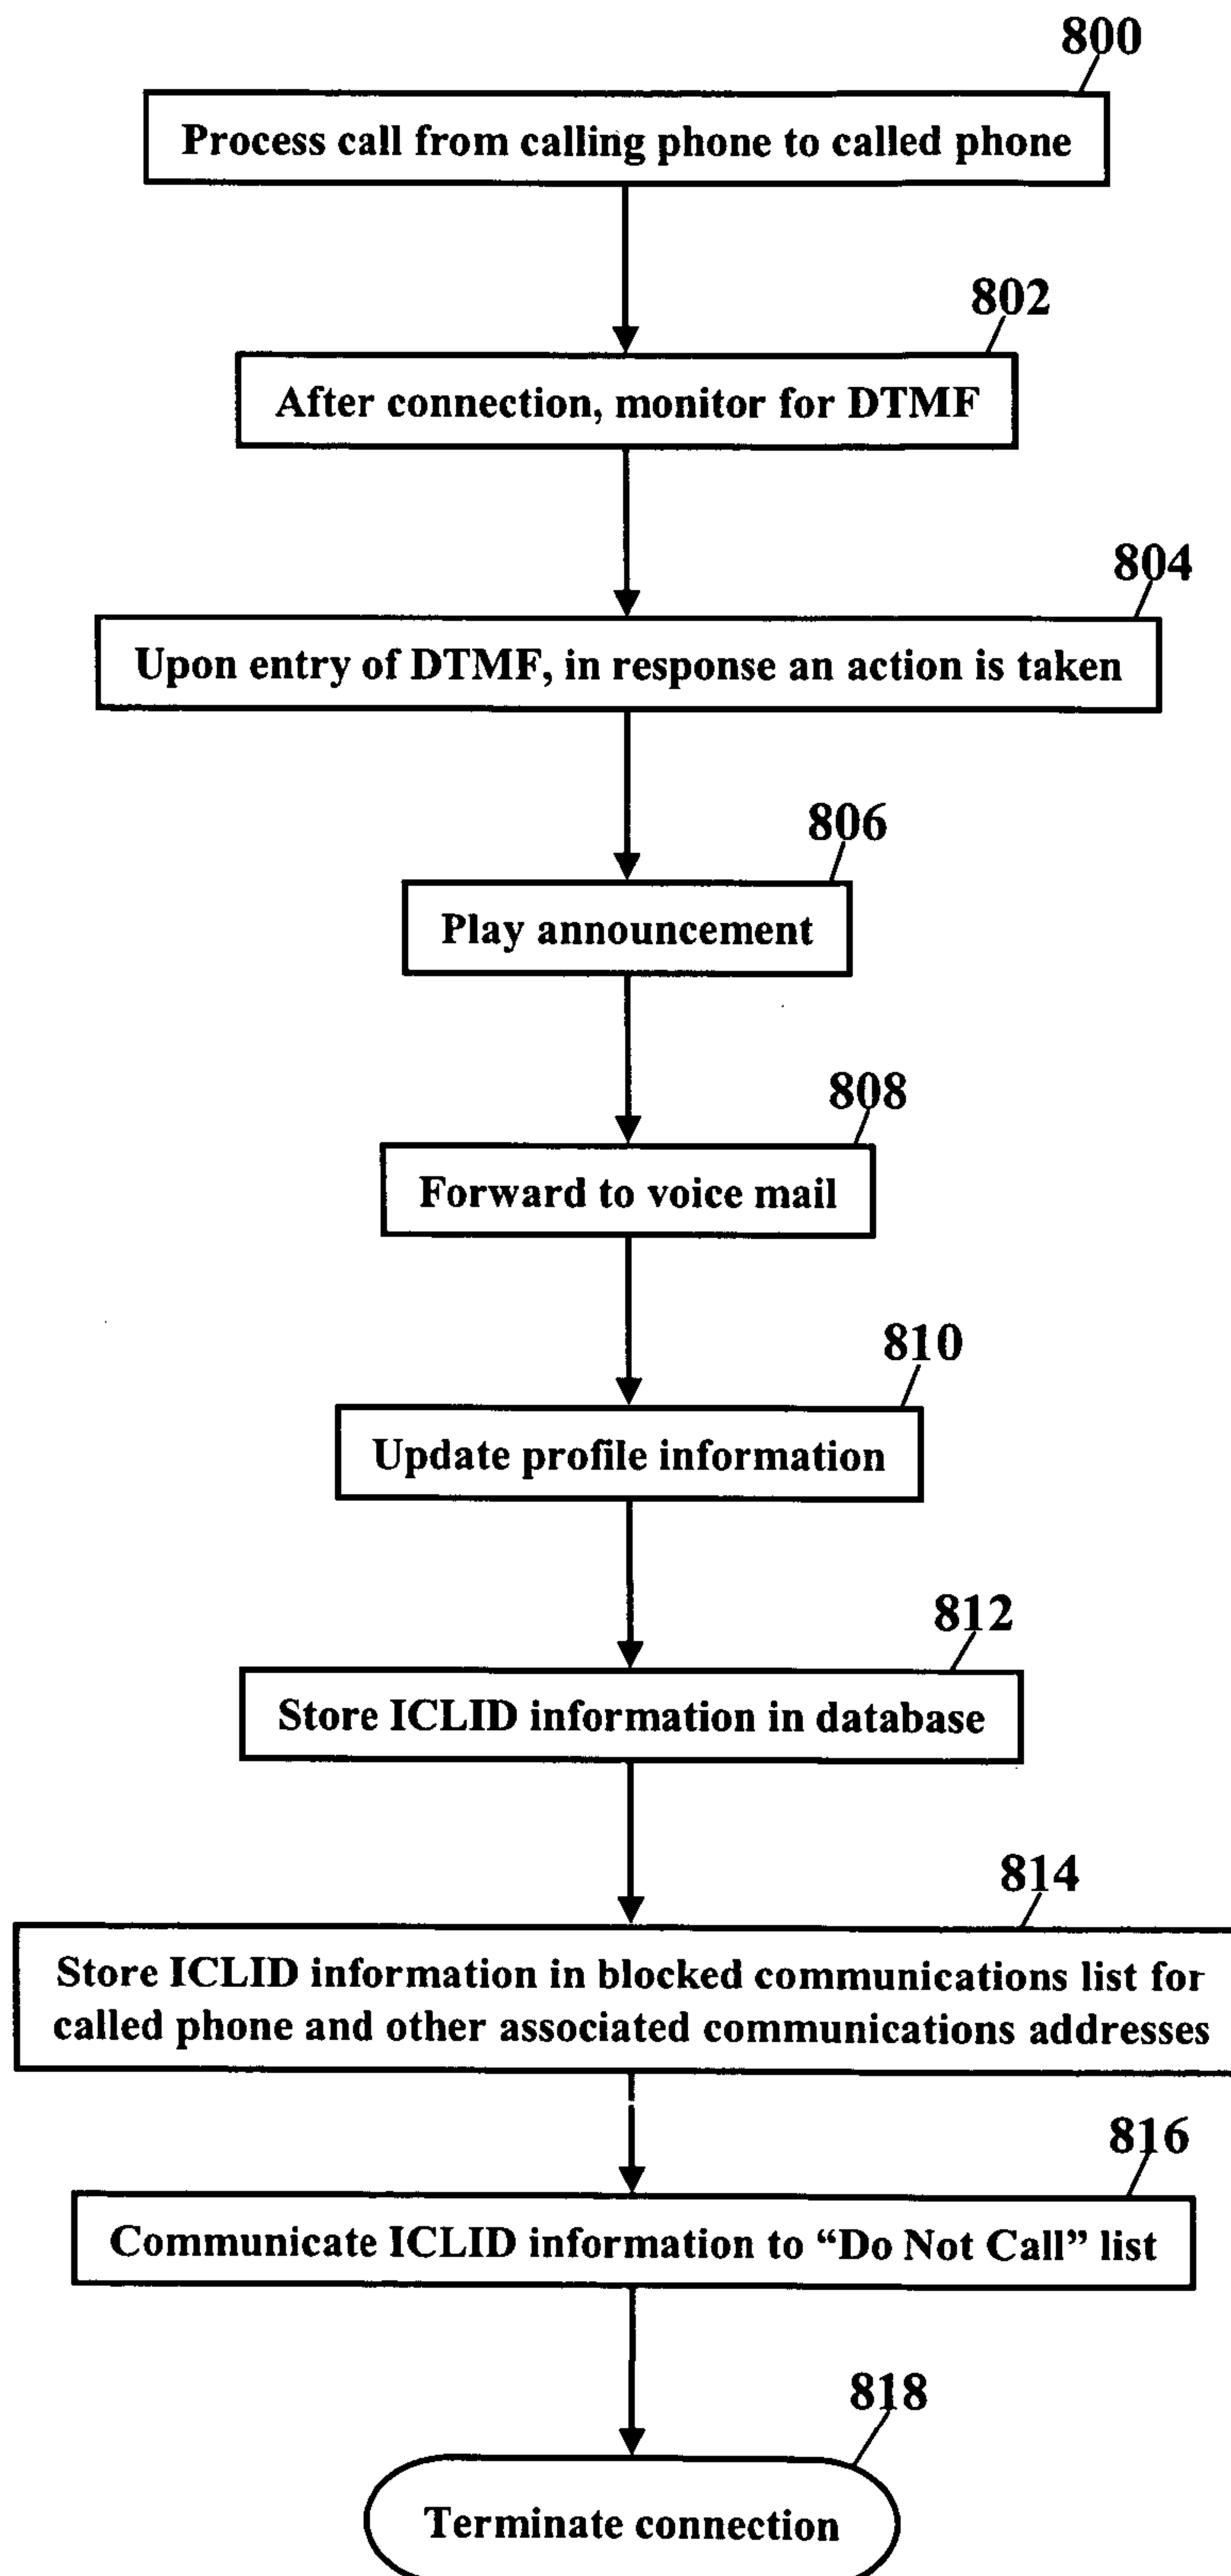 800
Process call from calling phone to called phone
802
After connection, monitor for DTMF
804
Upon entry of DTMF, in response an action is taken
806
Play announcement
808
Forward to voice mail
810
Update profile information
812
Store ICLID information in database
814
Store ICLID information in blocked communications list for
called phone and other associated communications addresses
816
Communicate ICLID information to “Do Not Call” list
818
Terminate connection